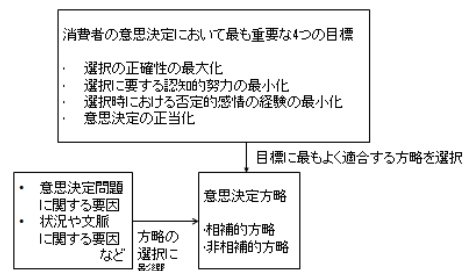 消費者の意思決定において最も重要な4つの目標
・ 選択の正確性の最大化
・ 選択に要する認知的努力の最小化
・ 選択時における否定的感情の経験の最小化
・ 意思決定の正当化
目標に最もよく適合する方略を選択
• 意思決定問題
に関する要因
• 状況や文脈
に関する要因
など
方略の
選択に
影響
意思決定方略
・相補的方略
・非相補的方略